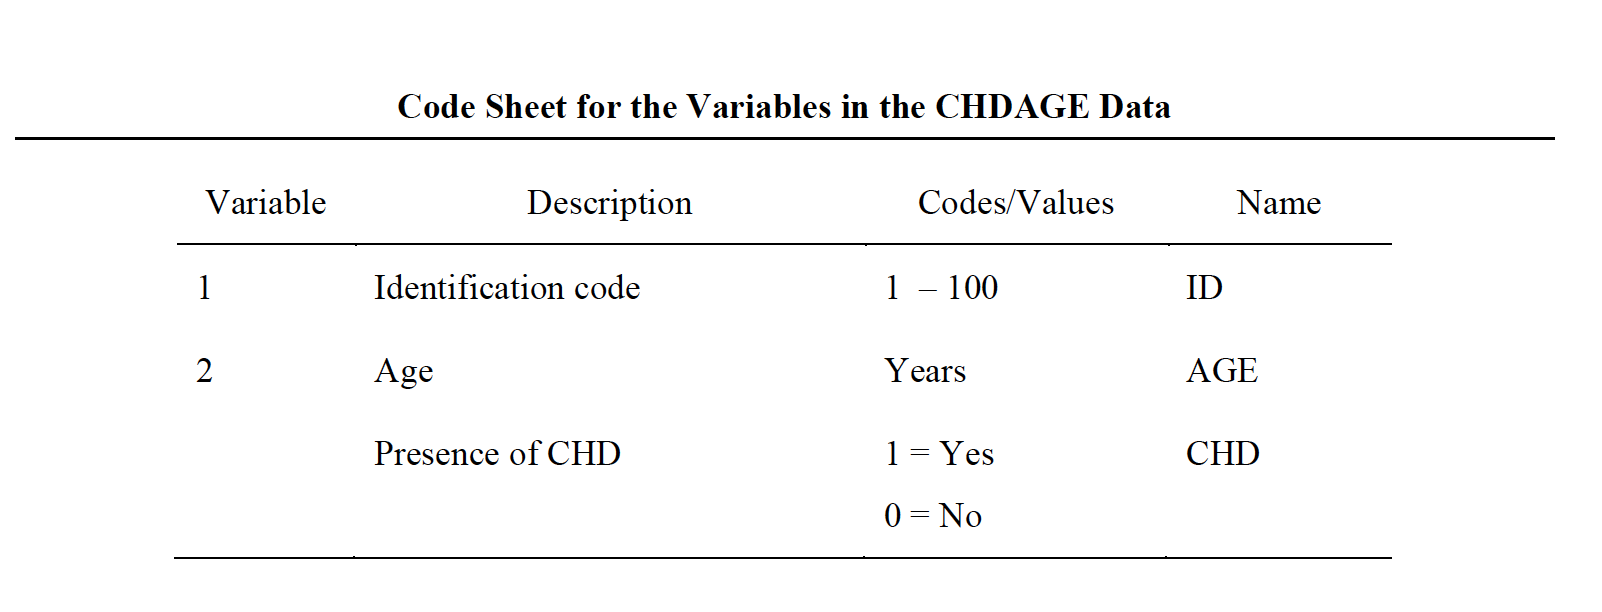 Code Sheet for the Variables in the CHDAGE Data
Variable Description Codes/Values Name
1 Identification code 1 – 100 ID
2 Age Years AGE
Presence of CHD 1 = Yes CHD
0 = No